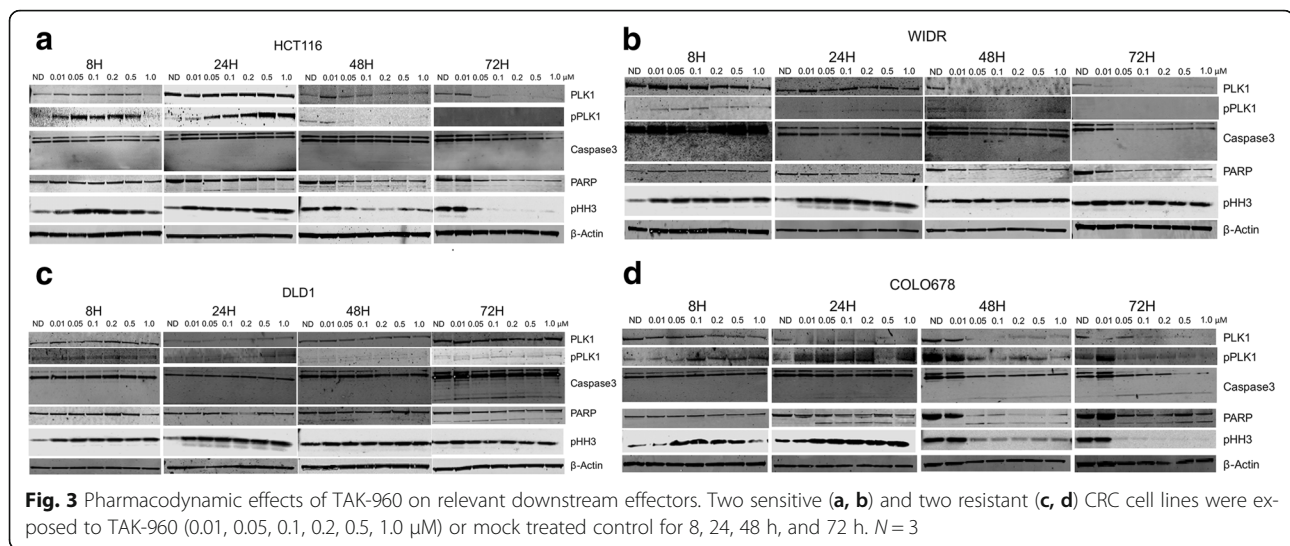 a
HCT116
8H 24H 48H 72H
ND 0.01 0.05 0.1 0.2 0.5 1.0 ND 0.01 0.05 0.1 0.2 0.5 1.0 ND 0.01 0.05 0.1 0.2 0.5 1.0 ND 0.01 0.05 0.1 0.2 0.5 1.0 μM
PLK1
pPLK1
Caspase3
PARP
pHH3
β-Actin
b
WIDR
8H 24H 48H 72H
ND 0.01 0.05 0.1 0.2 0.5 1.0 ND 0.01 0.05 0.1 0.2 0.5 1.0 ND 0.01 0.05 0.1 0.2 0.5 1.0 ND 0.01 0.05 0.1 0.2 0.5 1.0 μM
PLK1
pPLK1
Caspase3
PARP
pHH3
β-Actin
c
DLD1
8H 24H 48H 72H
ND 0.01 0.05 0.1 0.2 0.5 1.0 ND 0.01 0.05 0.1 0.2 0.5 1.0 ND 0.01 0.05 0.1 0.2 0.5 1.0 ND 0.01 0.05 0.1 0.2 0.5 1.0 μM
PLK1
pPLK1
Caspase3
PARP
pHH3
β-Actin
d
COLO678
8H 24H 48H 72H
ND 0.01 0.05 0.1 0.2 0.5 1.0 ND 0.01 0.05 0.1 0.2 0.5 1.0 ND 0.01 0.05 0.1 0.2 0.5 1.0 ND 0.01 0.05 0.1 0.2 0.5 1.0 μM
PLK1
pPLK1
Caspase3
PARP
pHH3
β-Actin
Fig. 3 Pharmacodynamic effects of TAK-960 on relevant downstream effectors. Two sensitive (a, b) and two resistant (c, d) CRC cell lines were ex-
posed to TAK-960 (0.01, 0.05, 0.1, 0.2, 0.5, 1.0 μM) or mock treated control for 8, 24, 48 h, and 72 h. N = 3